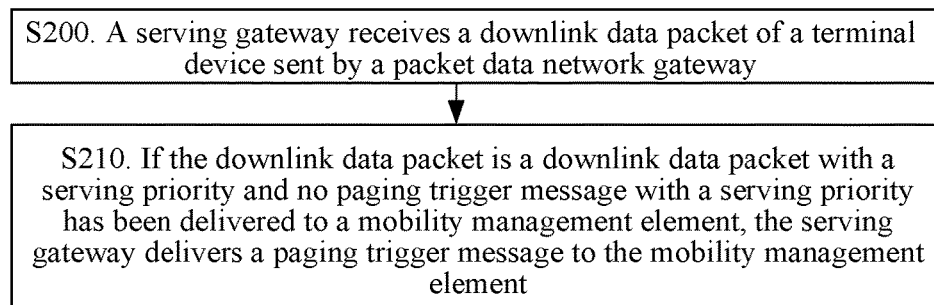 S200. A serving gateway receives a downlink data packet of a terminal
device sent by a packet data network gateway
S210. If the downlink data packet is a downlink data packet with a
serving priority and no paging trigger message with a serving priority
has been delivered to a mobility management element, the serving
gateway delivers a paging trigger message to the mobility management
element